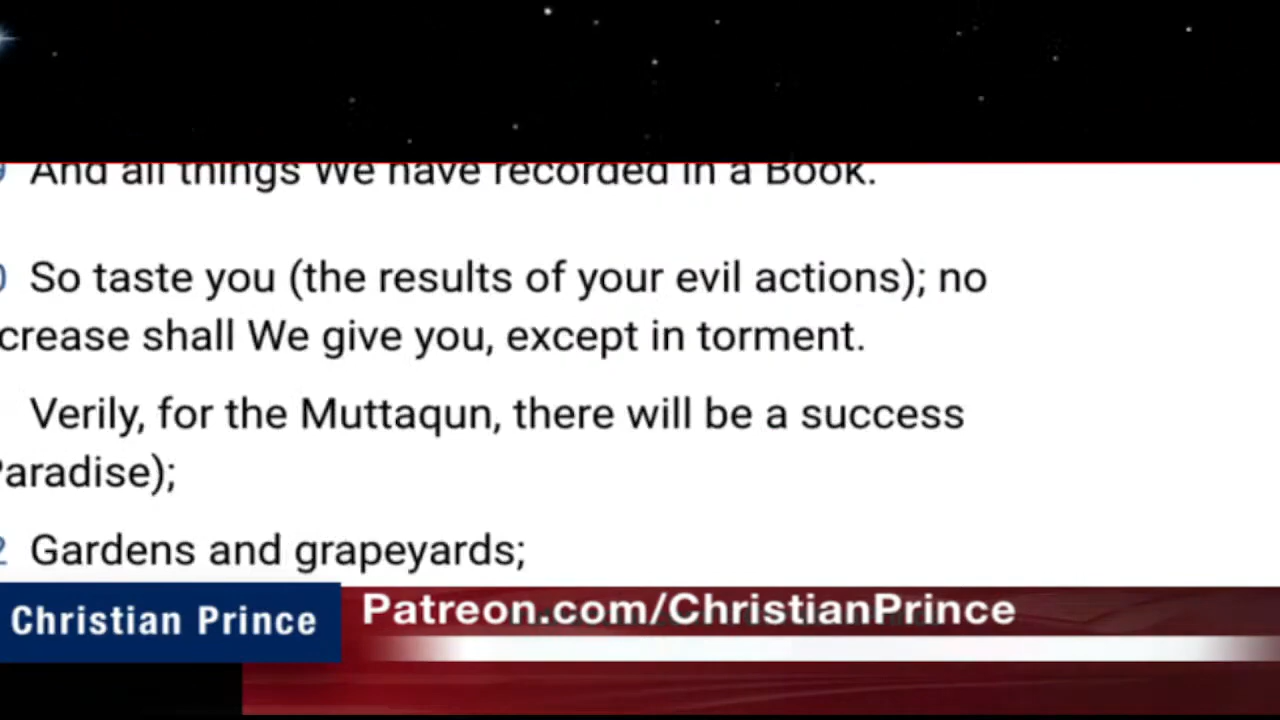 And all things We have recorded in a Book.
So taste you (the results of your evil actions); no
crease shall We give you, except in torment.
Verily, for the Muttaqun, there will be a success
Paradise);
2 Gardens and grapeyards;
Christian Prince
Patreon.com/ChristianPrince